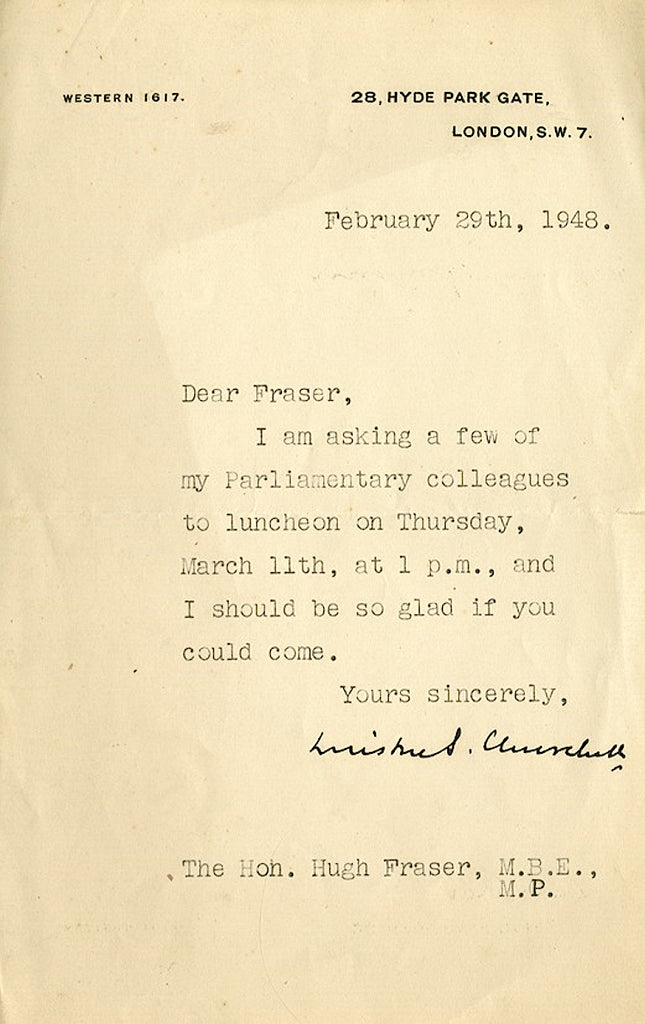 WESTERN 1617.
28, HYDE PARK GATE,
LONDON, S.W. 7.
February 29th, 1948.
Dear Fraser,
I am asking a few of
my Parliamentary colleagues
to luncheon on Thursday,
March 11th, at 1 p.m., and
I should be so glad if you
could come.
Yours sincerely,
Winston S. Churchill
The Hon. Hugh Fraser, M.B.E.,
M.P.